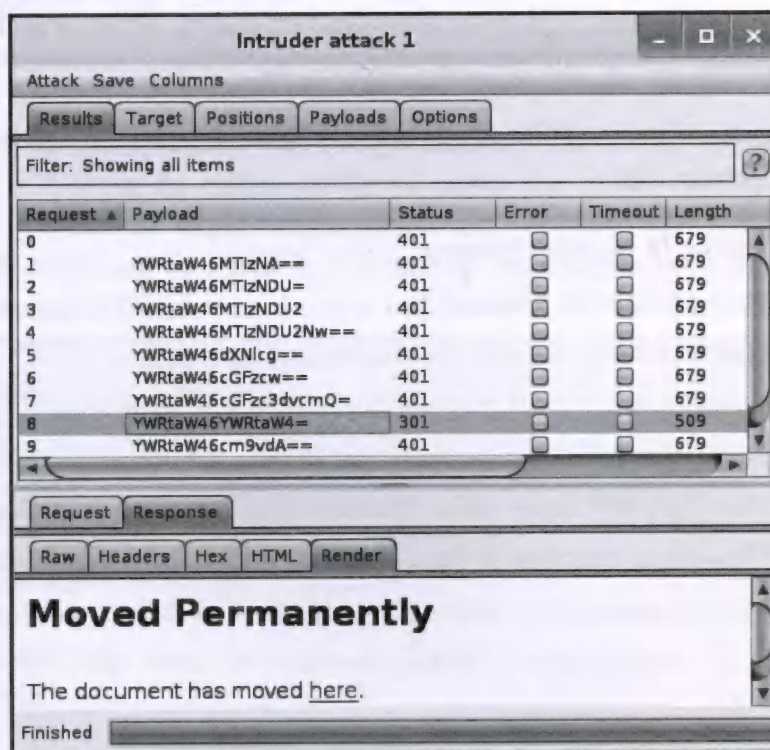 Intruder attack 1
Attack Save Columns
Results Target Positions Payloads Options
Filter: Showing all items
?
Request Payload Status Error Timeout Length
0 401 679
1 YWRtaW46MTIzNA== 401 679
2 YWRtaW46MTIzNDU= 401 679
3 YWRtaW46MTIzNDU2 401 679
4 YWRtaW46MTIzNDU2Nw== 401 679
5 YWRtaW46dXNlcg== 401 679
6 YWRtaW46cGFzcw== 401 679
7 YWRtaW46cGFzc3dvcmQ= 401 679
8 YWRtaW46YWRtaW4= 301 509
9 YWRtaW46cm9vdA== 401 679
Request Response
Raw Headers Hex HTML Render
Moved Permanently
The document has moved here.
Finished